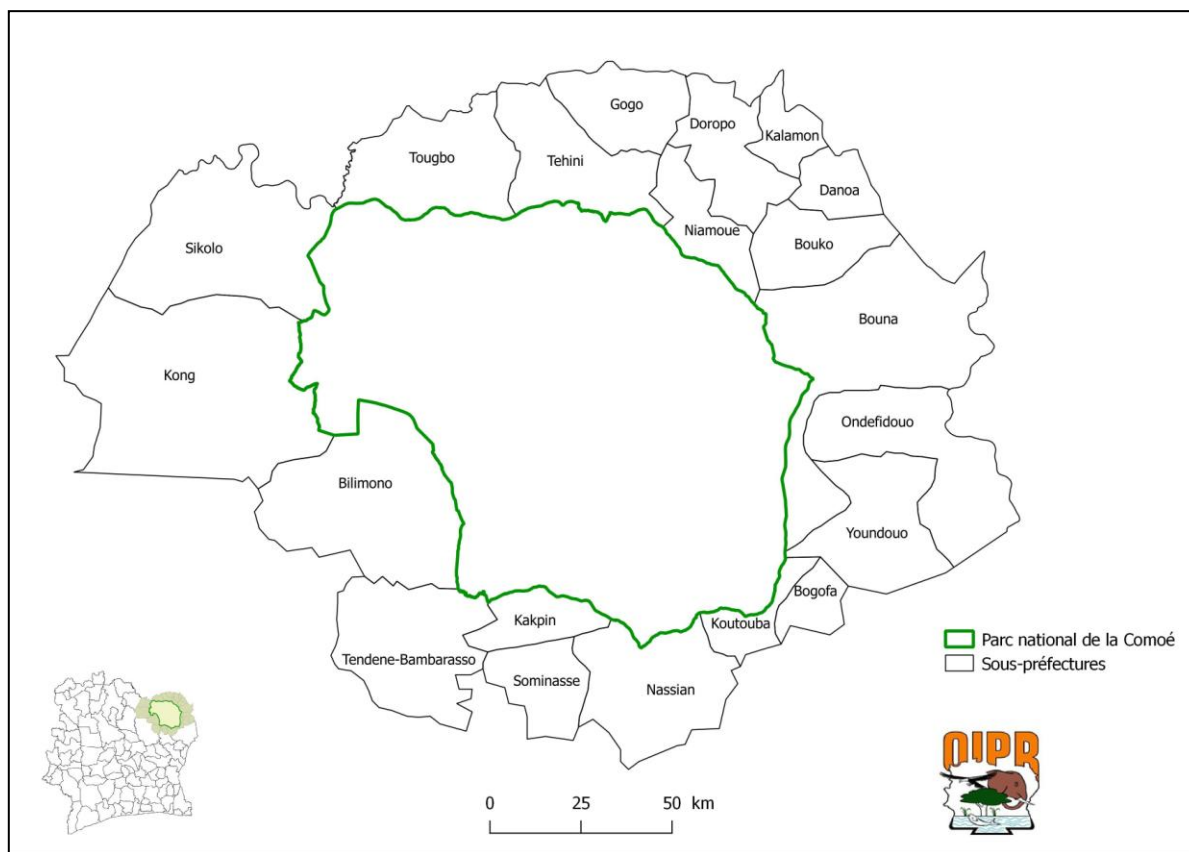 Gogo
Doropo
Kalamon
Tougbo
Tehini
Danoa
Niamoue
Bouko
Sikolo
Bouna
Kong
Ondefidouo
Bilimono
Youndouo
Bogofa
Kakpin
Koutouba
Tendene-Bambarasso
Sominasse
Nassian
Parc national de la Comoé
Sous-préfectures
OIPR
0 25 50 km